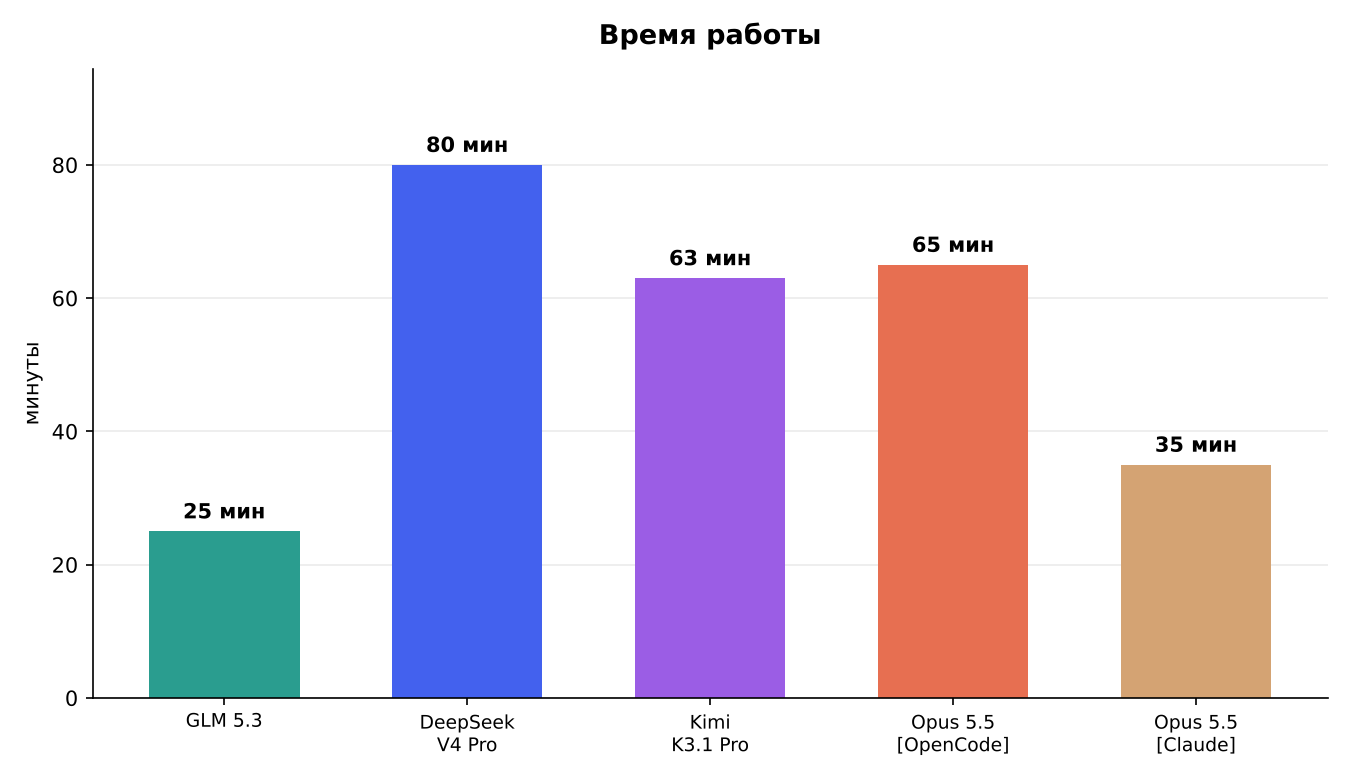 Время работы
минуты
80
60
40
20
0
25 мин
80 мин
63 мин
65 мин
35 мин
GLM 5.3
DeepSeek
V4 Pro
Kimi
K3.1 Pro
Opus 5.5
[OpenCode]
Opus 5.5
[Claude]